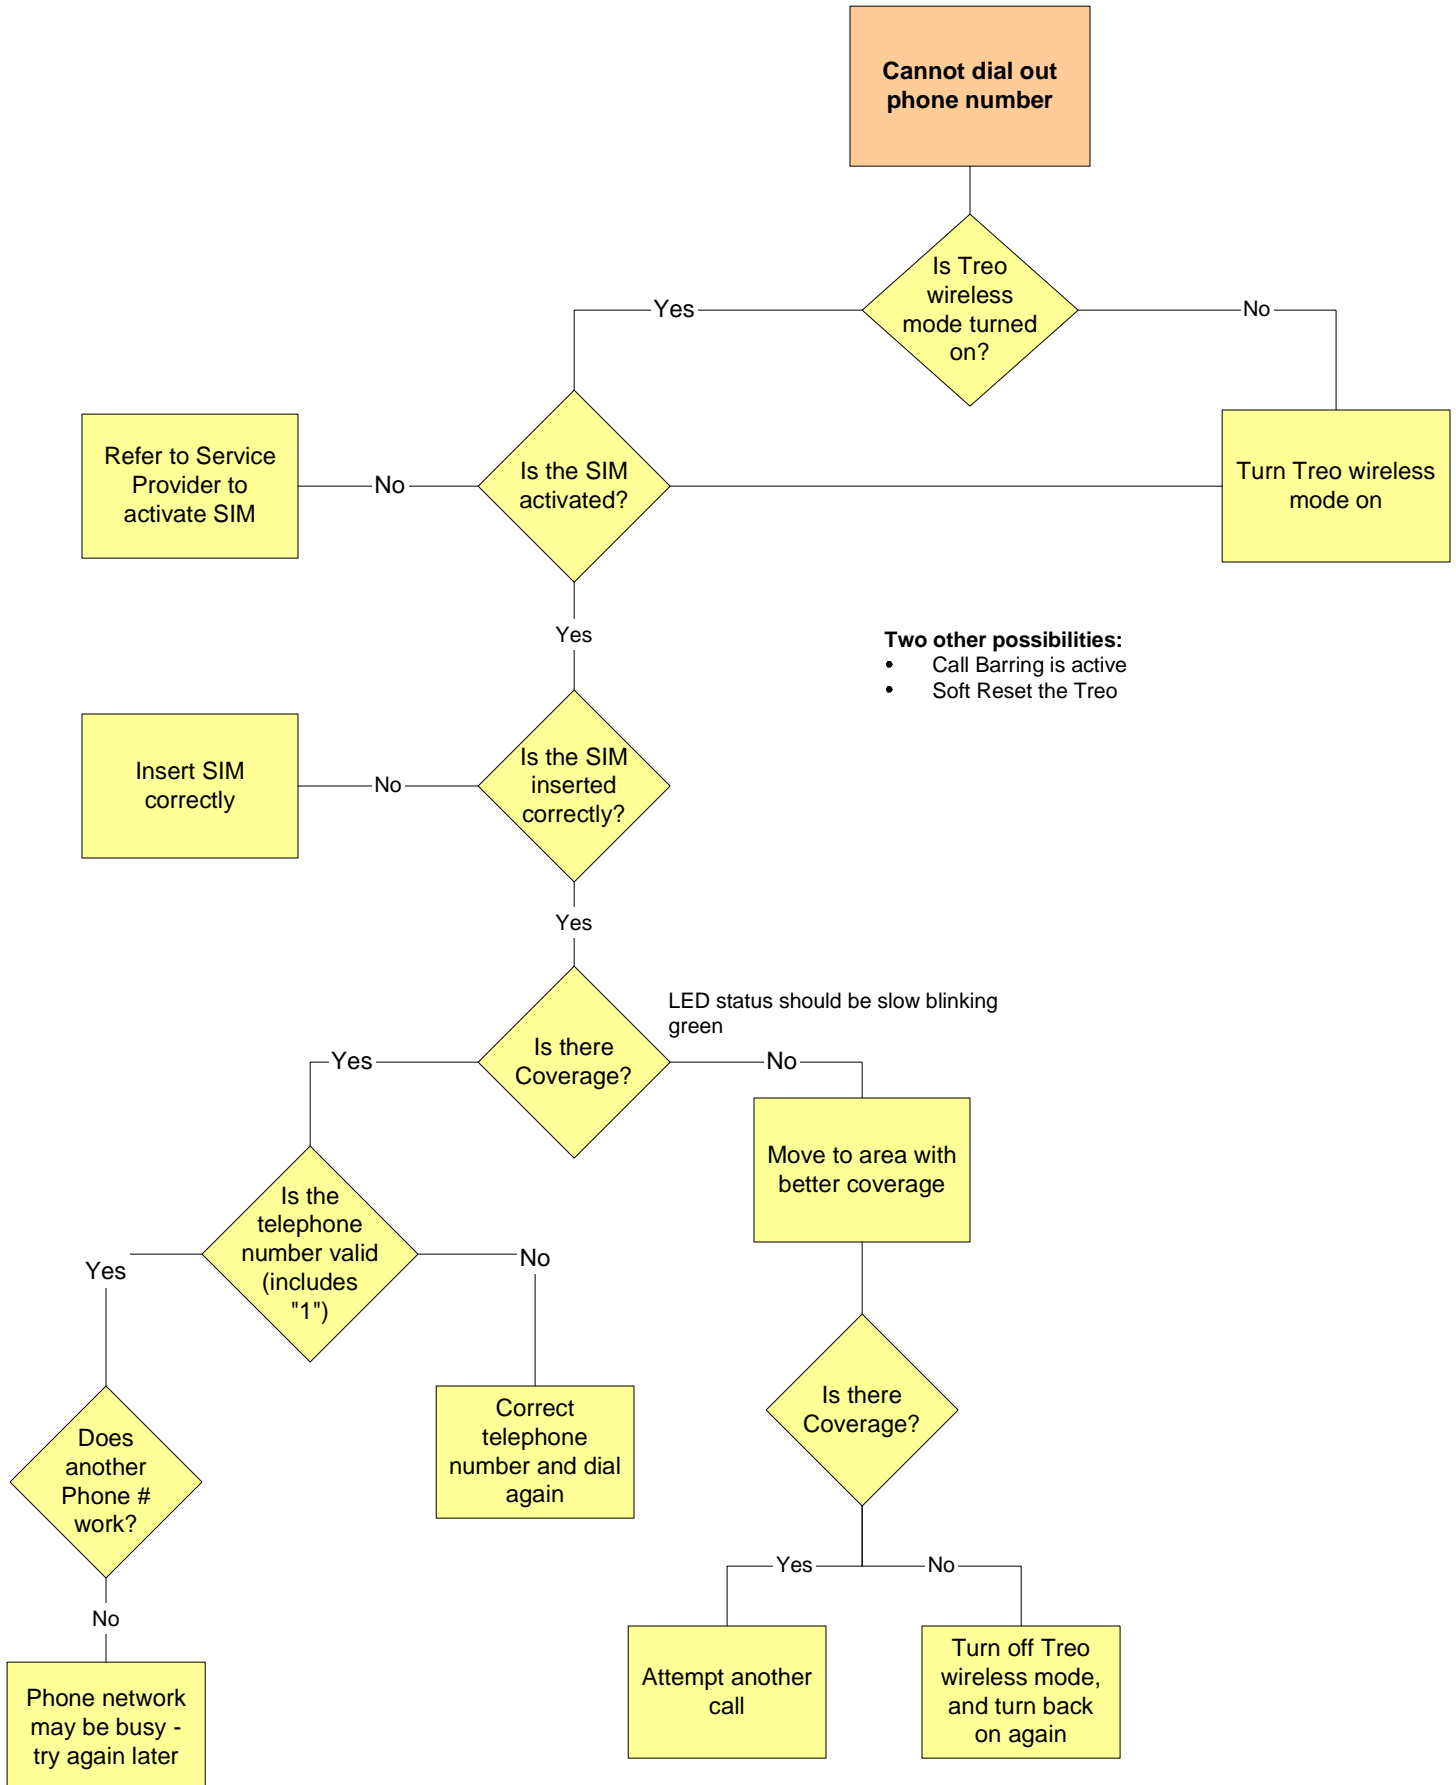 Cannot dial out
phone number
Is Treo
wireless
mode turned
on?
Yes
No
Refer to Service
Provider to
activate SIM
No
Is the SIM
activated?
Turn Treo wireless
mode on
Yes
Two other possibilities:
• Call Barring is active
• Soft Reset the Treo
Insert SIM
correctly
No
Is the SIM
inserted
correctly?
Yes
LED status should be slow blinking
green
Is there
Coverage?
Yes
No
Move to area with
better coverage
Is the
telephone
number valid
(includes
"1")
Yes
No
Correct
telephone
number and dial
again
Is there
Coverage?
Does
another
Phone #
work?
Yes
No
No
Phone network
may be busy -
try again later
Attempt another
call
Turn off Treo
wireless mode,
and turn back
on again